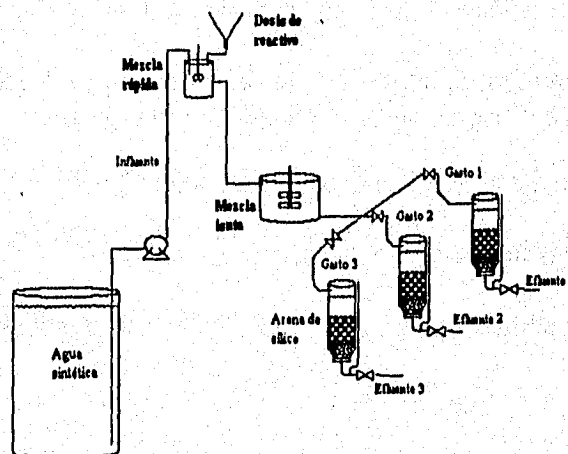 Dosis de
reactivo
Mezcla
rápida
Influente
Mezcla
lenta
Gasto 1
Gasto 2
Gasto 3
Efluente
Efluente 2
Arena de
sílice
Efluente 3
Agua
sintética